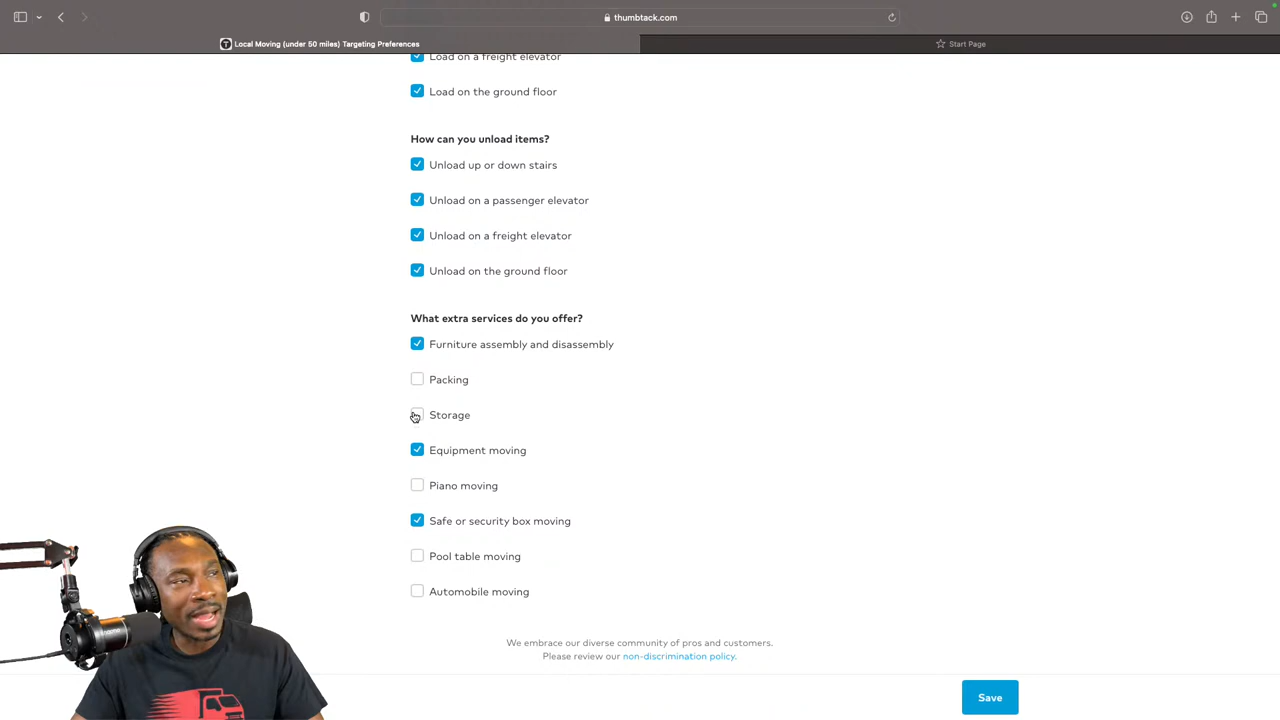 thumbtack.com
Local Moving (under 50 miles) Targeting Preferences
Start Page
Load on a freight elevator
Load on the ground floor
How can you unload items?
Unload up or down stairs
Unload on a passenger elevator
Unload on a freight elevator
Unload on the ground floor
What extra services do you offer?
Furniture assembly and disassembly
Packing
Storage
Equipment moving
Piano moving
Safe or security box moving
Pool table moving
Automobile moving
We embrace our diverse community of pros and customers.
Please review our non-discrimination policy.
Save